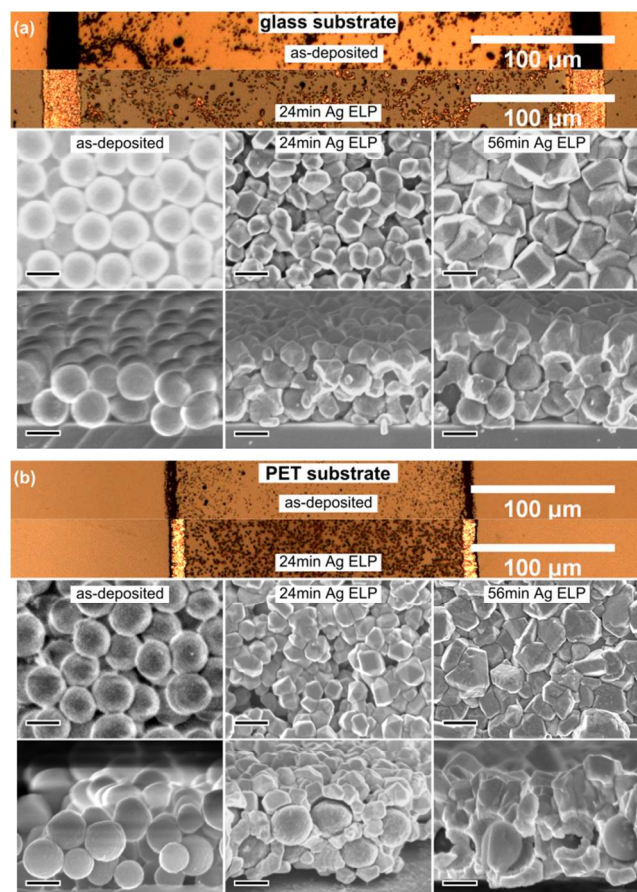 (a)
glass substrate
as-deposited
100 µm
100 µm
24min Ag ELP
as-deposited
24min Ag ELP
56min Ag ELP
(b)
PET substrate
as-deposited
100 µm
100 µm
24min Ag ELP
as-deposited
24min Ag ELP
56min Ag ELP